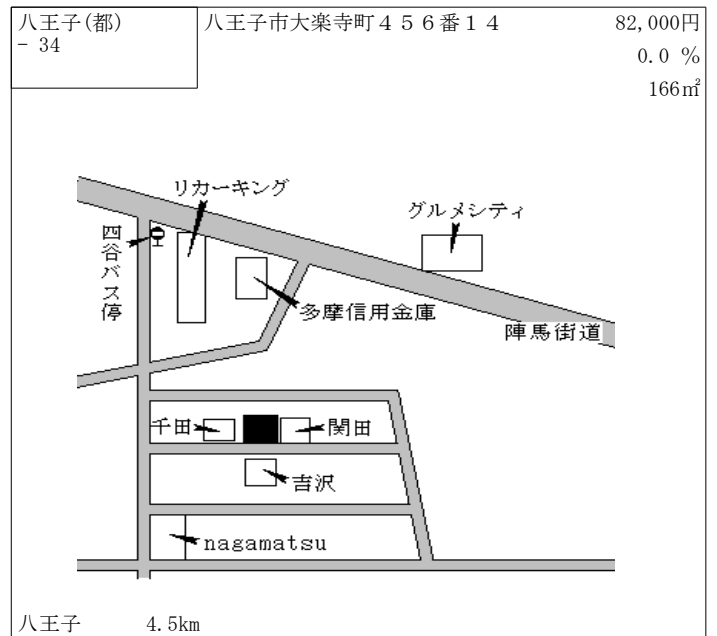 八王子(都)
- 34
八王子市大楽寺町４５６番１４
82,000円
0.0 %
166㎡
リカーキング
グルメシティ
四谷バス停
多摩信用金庫
陣馬街道
千田
関田
吉沢
nagamatsu
八王子 4.5km